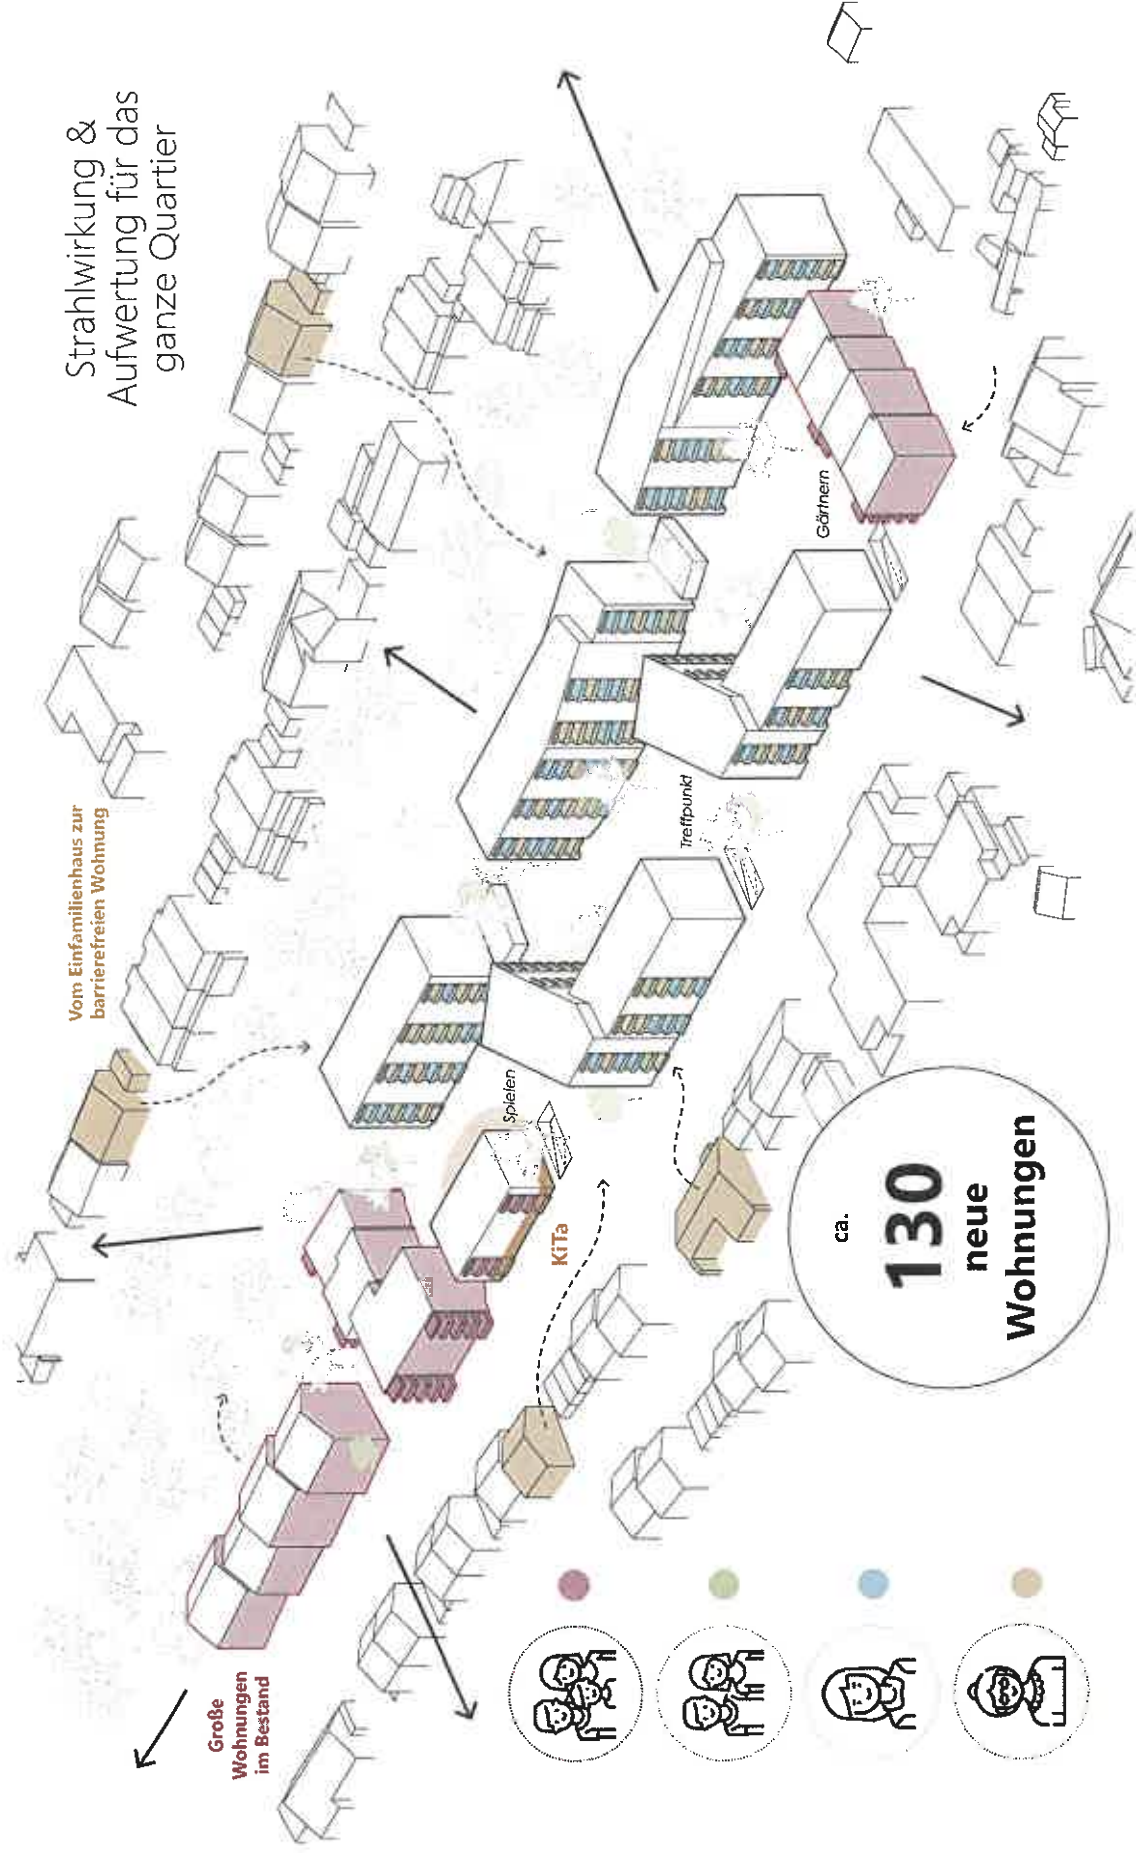 Strahlwirkung &
Aufwertung für das
ganze Quartier
Vom Einfamilienhaus zur
barrierefreien Wohnung
Große
Wohnungen
im Bestand
KiTa
Spielen
Treffpunkt
Gärtnern
ca.
130
neue
Wohnungen